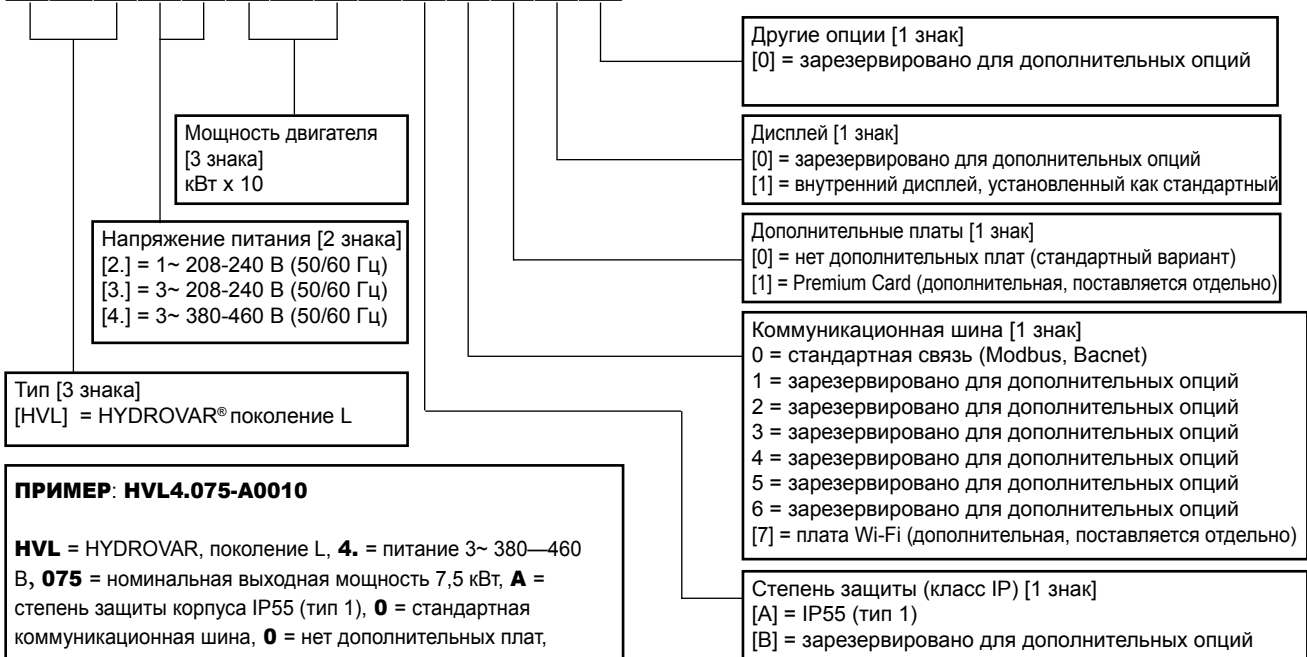 Другие опции [1 знак]
[0] = зарезервировано для дополнительных опций
Мощность двигателя
[3 знака]
кВт x 10
Дисплей [1 знак]
[0] = зарезервировано для дополнительных опций
[1] = внутренний дисплей, установленный как стандартный
Напряжение питания [2 знака]
[2.] = 1~ 208-240 В (50/60 Гц)
[3.] = 3~ 208-240 В (50/60 Гц)
[4.] = 3~ 380-460 В (50/60 Гц)
Дополнительные платы [1 знак]
[0] = нет дополнительных плат (стандартный вариант)
[1] = Premium Card (дополнительная, поставляется отдельно)
Тип [3 знака]
[HVL] = HYDROVAR® поколение L
Коммуникационная шина [1 знак]
0 = стандартная связь (Modbus, Bacnet)
1 = зарезервировано для дополнительных опций
2 = зарезервировано для дополнительных опций
3 = зарезервировано для дополнительных опций
4 = зарезервировано для дополнительных опций
5 = зарезервировано для дополнительных опций
6 = зарезервировано для дополнительных опций
[7] = плата Wi-Fi (дополнительная, поставляется отдельно)
ПРИМЕР: HVL4.075-A0010
HVL = HYDROVAR, поколение L, 4. = питание 3~ 380—460
В, 075 = номинальная выходная мощность 7,5 кВт, A =
степень защиты корпуса IP55 (тип 1), 0 = стандартная
коммуникационная шина, 0 = нет дополнительных плат,
Степень защиты (класс IP) [1 знак]
[A] = IP55 (тип 1)
[B] = зарезервировано для дополнительных опций